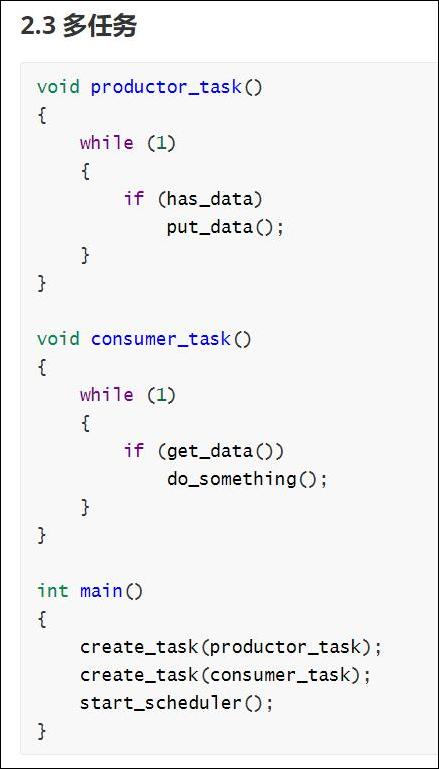 2.3 多任务
void productor_task()
{
    while (1)
    {
        if (has_data)
            put_data();
    }
}
void consumer_task()
{
    while (1)
    {
        if (get_data())
            do_something();
    }
}
int main()
{
    create_task(productor_task);
    create_task(consumer_task);
    start_scheduler();
}